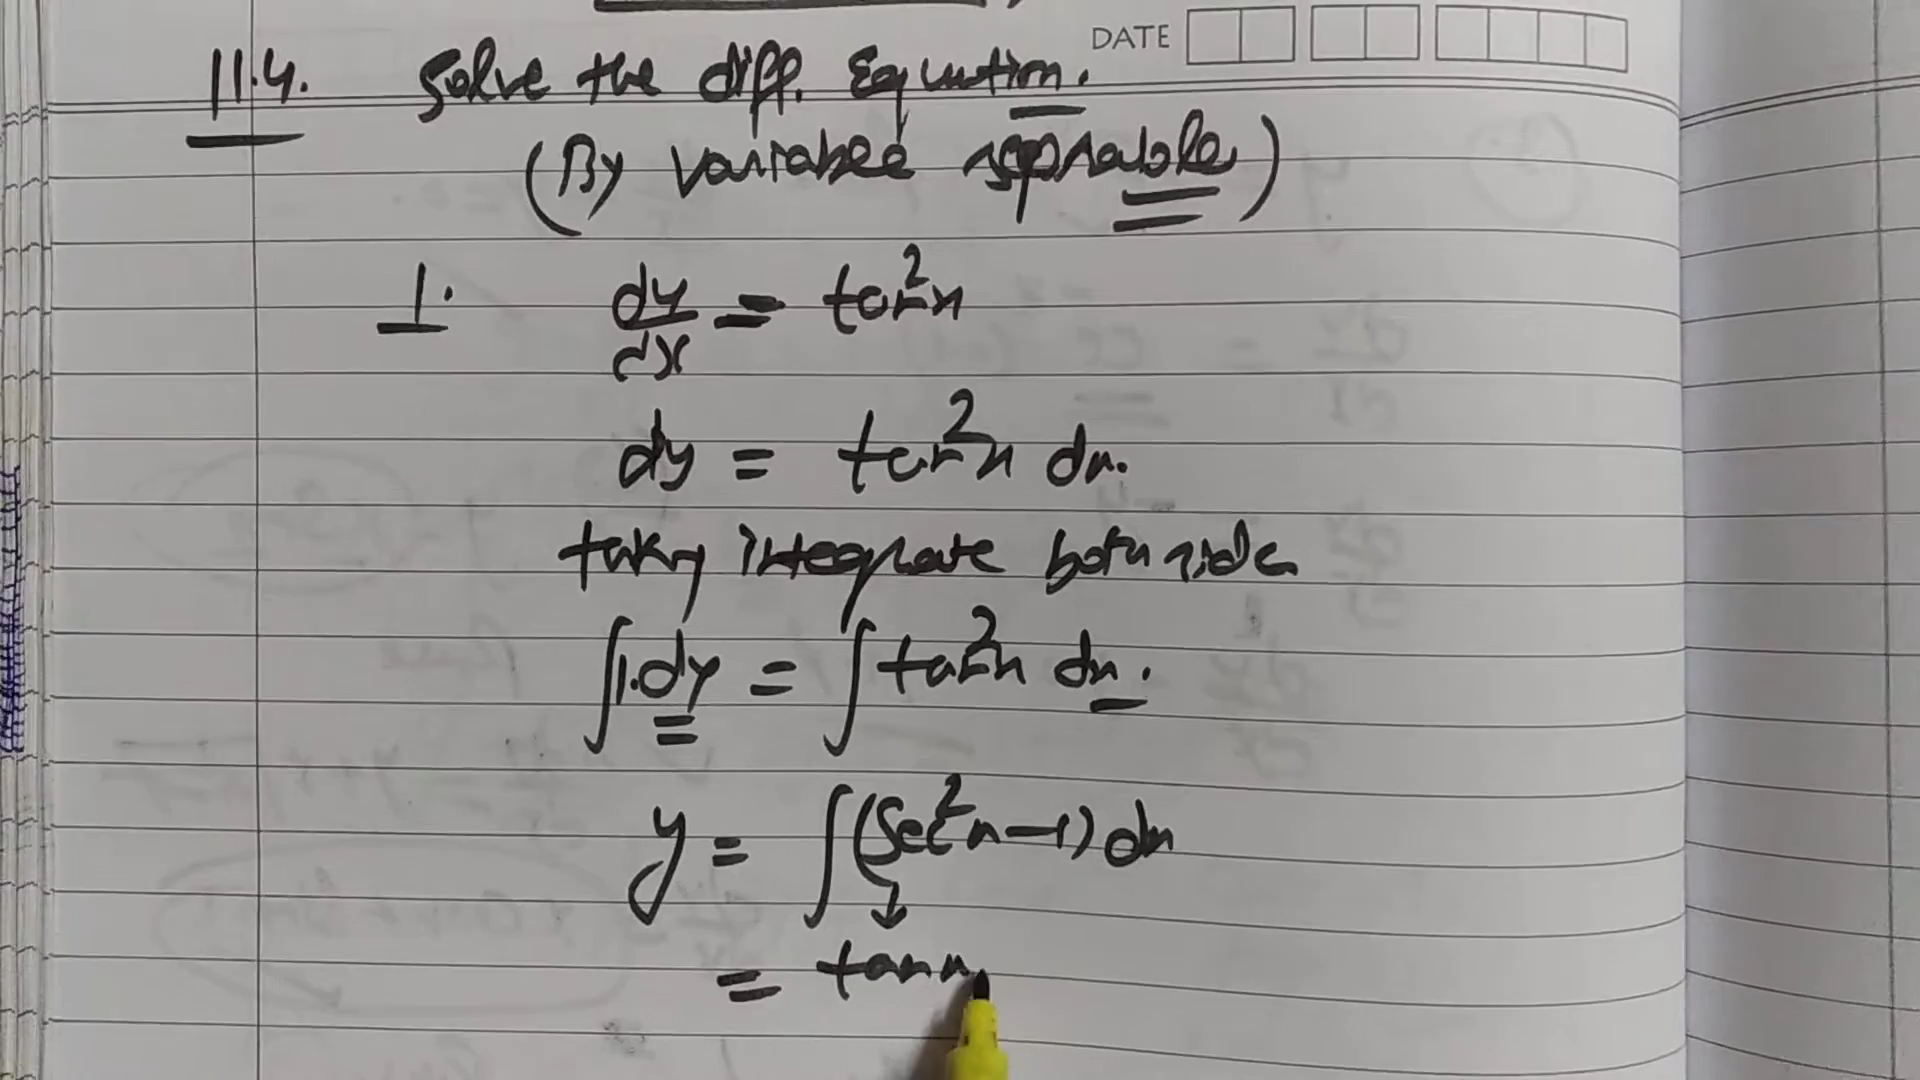 DATE
11.4. Solve the diff. Equation.
(By variable seprable)
1. dy/dx = tan²x
dy = tan²x dx.
taking integrate both side
∫1.dy = ∫tan²x dx.
y = ∫(Sec²x-1)dx
= tanx